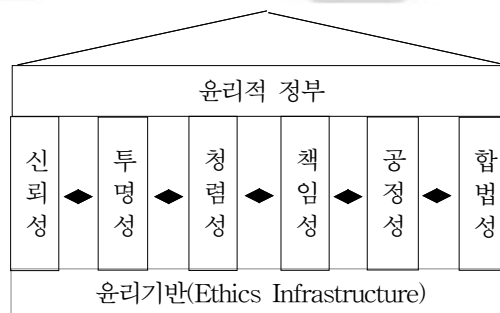 윤리적 정부
신뢰성
투명성
청렴성
책임성
공정성
합법성
윤리기반(Ethics Infrastructure)